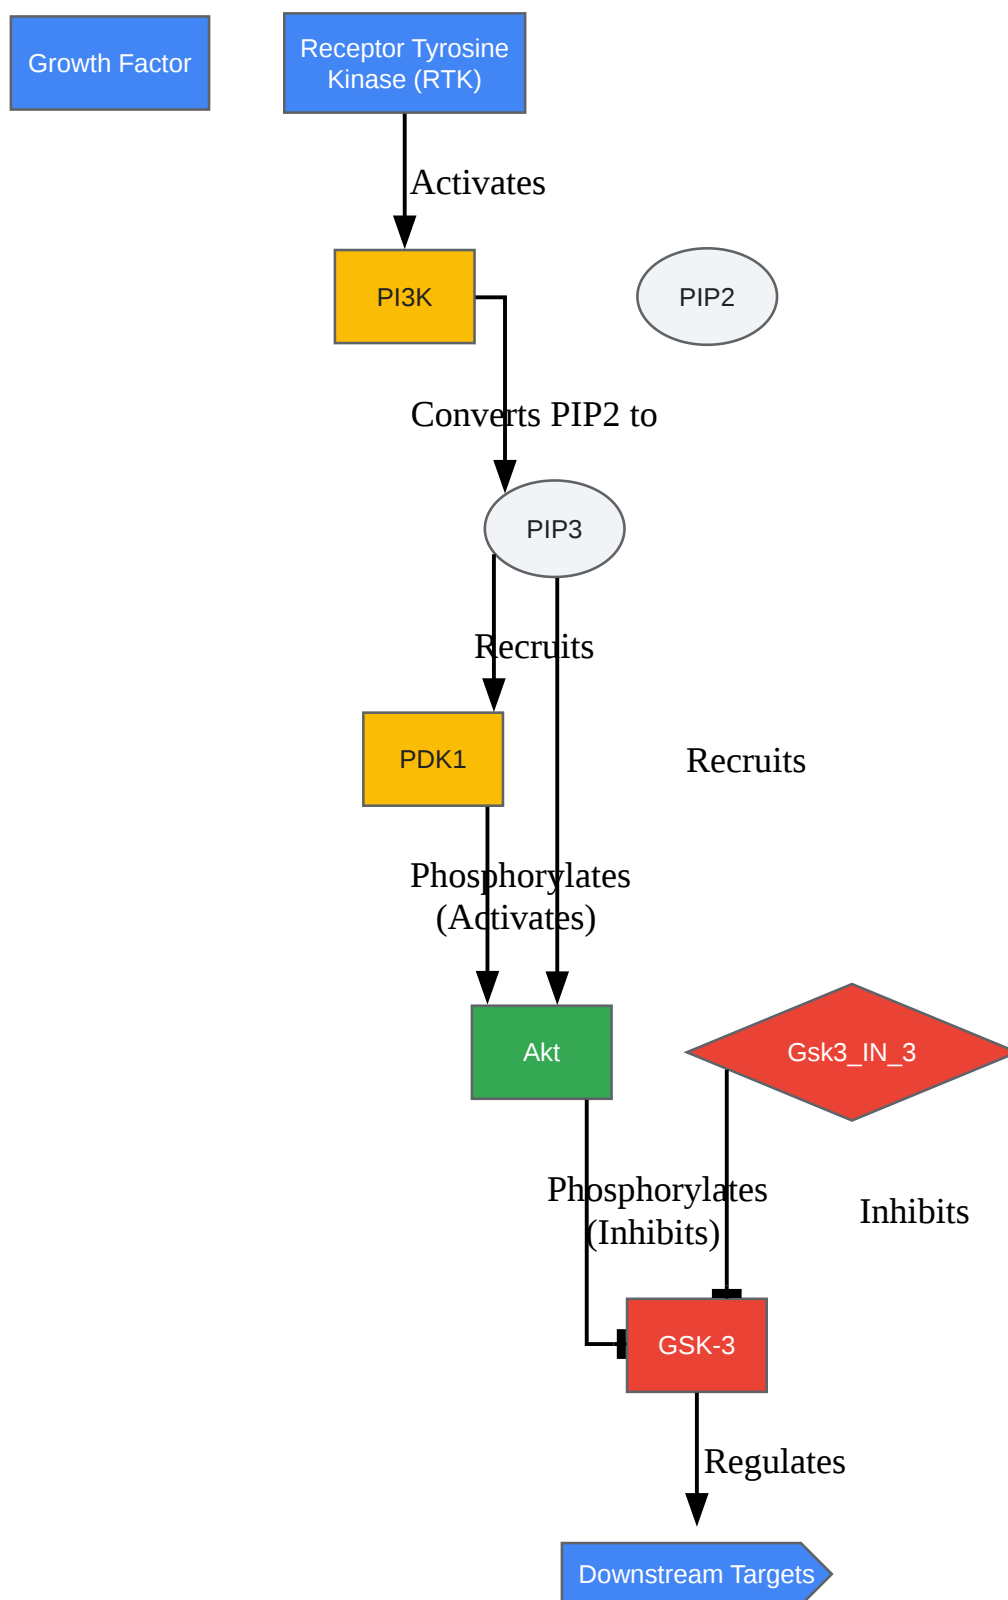 Growth Factor
Receptor Tyrosine
Kinase (RTK)
Activates
PI3K
PIP2
Converts PIP2 to
PIP3
Recruits
PDK1
Recruits
Phosphorylates
(Activates)
Akt
Gsk3_IN_3
Phosphorylates
(Inhibits)
Inhibits
GSK-3
Regulates
Downstream Targets